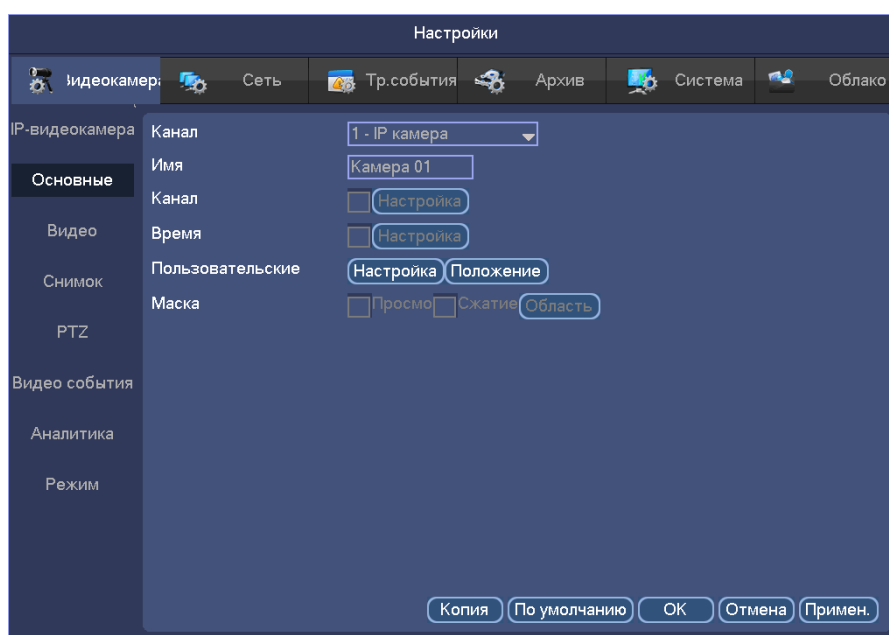 Настройки
Видеокамера Сеть Тр.события Архив Система Облако
IP-видеокамера
Основные
Видео
Снимок
PTZ
Видео события
Аналитика
Режим
Канал 1 - IP камера
Имя Камера 01
Канал Настройка
Время Настройка
Пользовательские Настройка Положение
Маска Просмо Сжатие Область
Копия По умолчанию OK Отмена Примен.